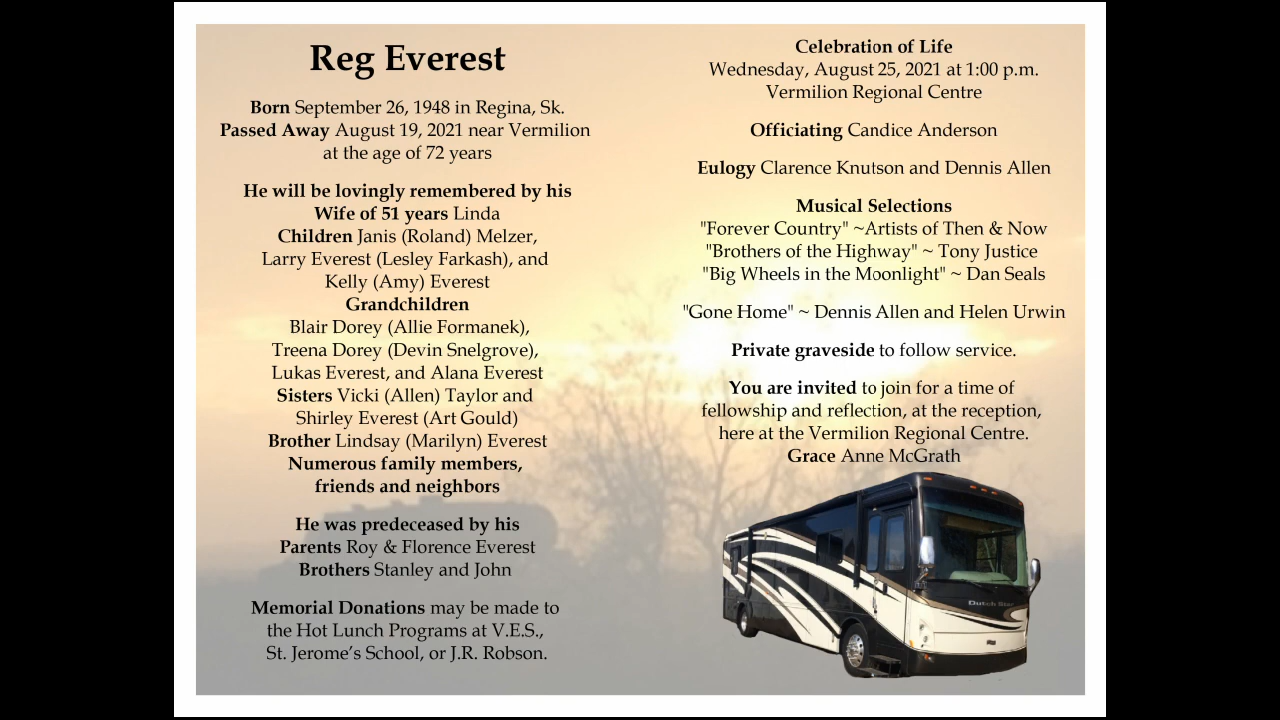 Reg Everest
Born September 26, 1948 in Regina, Sk.
Passed Away August 19, 2021 near Vermilion
at the age of 72 years
He will be lovingly remembered by his
Wife of 51 years Linda
Children Janis (Roland) Melzer,
Larry Everest (Lesley Farkash), and
Kelly (Amy) Everest
Grandchildren
Blair Dorey (Allie Formanek),
Treena Dorey (Devin Snelgrove),
Lukas Everest, and Alana Everest
Sisters Vicki (Allen) Taylor and
Shirley Everest (Art Gould)
Brother Lindsay (Marilyn) Everest
Numerous family members,
friends and neighbors
He was predeceased by his
Parents Roy & Florence Everest
Brothers Stanley and John
Memorial Donations may be made to
the Hot Lunch Programs at V.E.S.,
St. Jerome's School, or J.R. Robson.
Celebration of Life
Wednesday, August 25, 2021 at 1:00 p.m.
Vermilion Regional Centre
Officiating Candice Anderson
Eulogy Clarence Knutson and Dennis Allen
Musical Selections
"Forever Country" ~Artists of Then & Now
"Brothers of the Highway" ~ Tony Justice
"Big Wheels in the Moonlight" ~ Dan Seals
"Gone Home" ~ Dennis Allen and Helen Urwin
Private graveside to follow service.
You are invited to join for a time of
fellowship and reflection, at the reception,
here at the Vermilion Regional Centre.
Grace Anne McGrath
Dutch Star